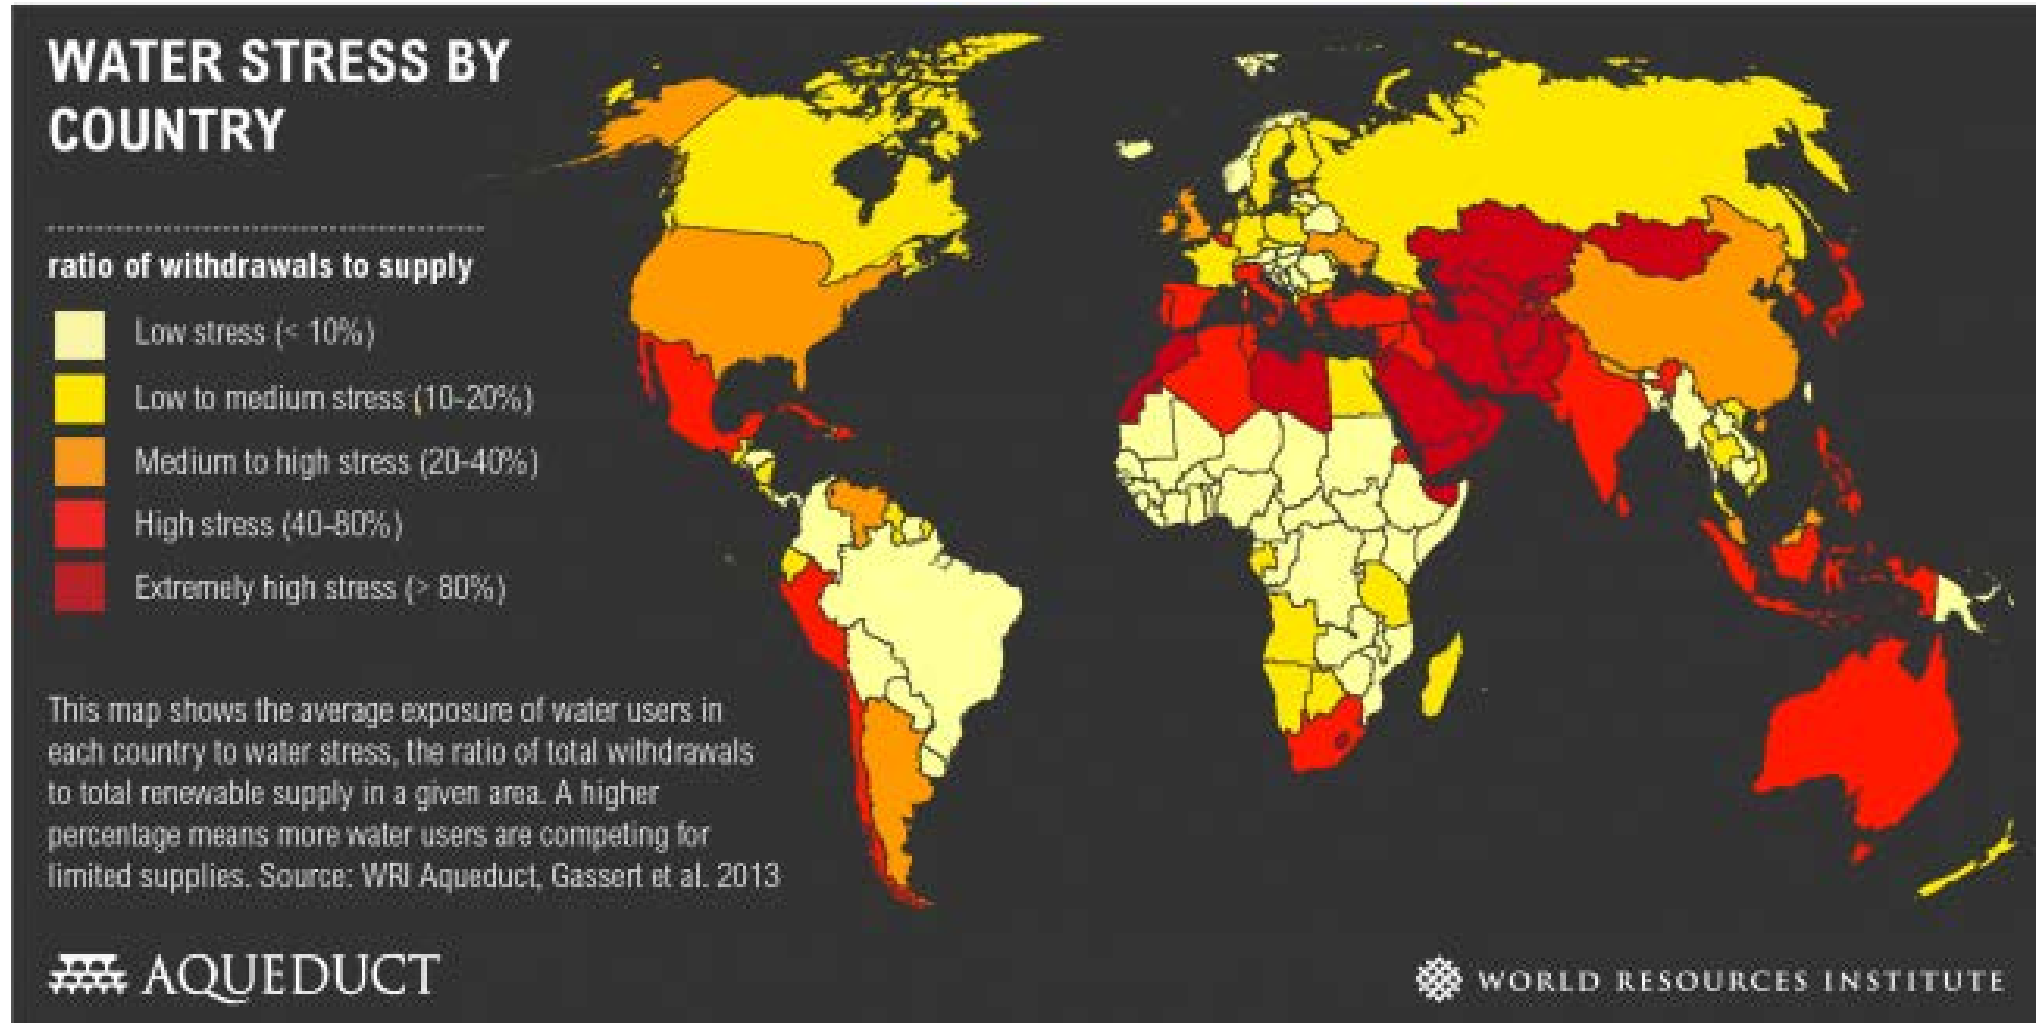 WATER STRESS BY
COUNTRY
ratio of withdrawals to supply
Low stress (< 10%)
Low to medium stress (10-20%)
Medium to high stress (20-40%)
High stress (40-80%)
Extremely high stress (> 80%)
This map shows the average exposure of water users in
each country to water stress, the ratio of total withdrawals
to total renewable supply in a given area. A higher
percentage means more water users are competing for
limited supplies. Source: WRI Aqueduct, Gassert et al. 2013
AQUEDUCT
WORLD RESOURCES INSTITUTE